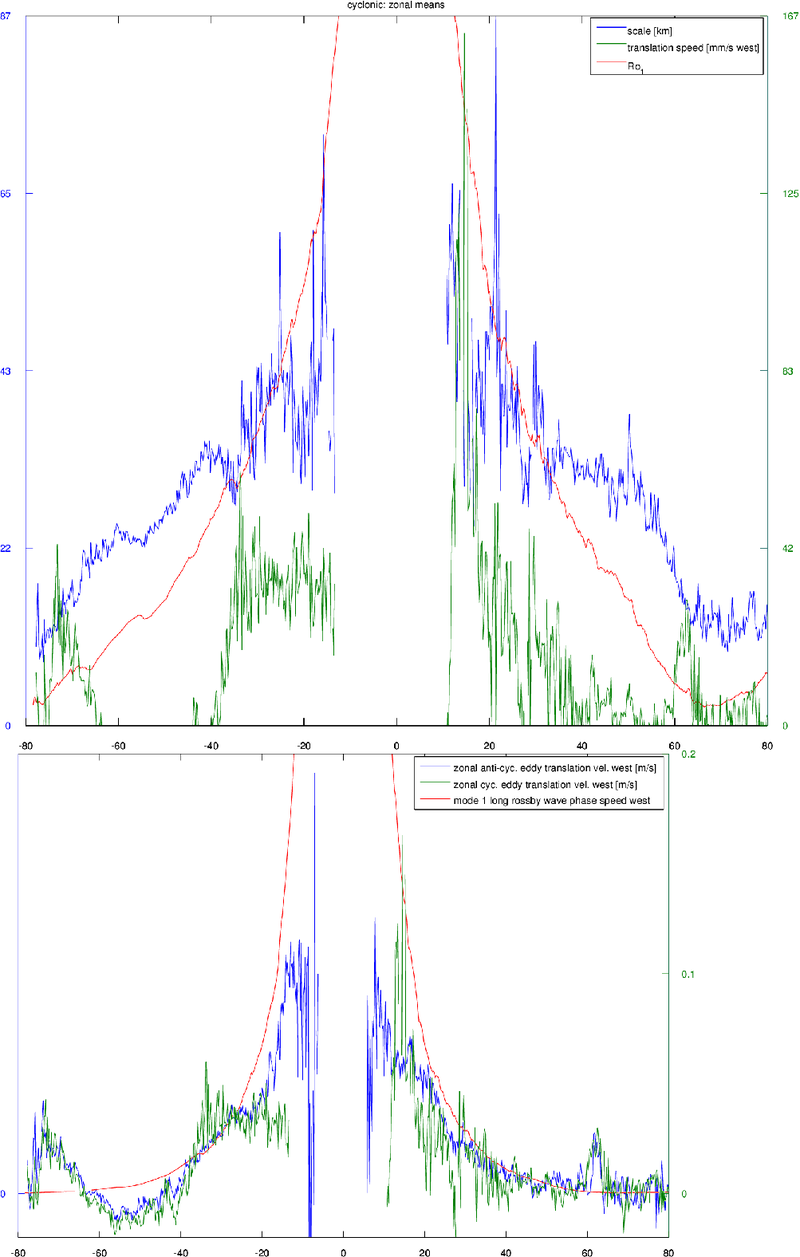 cyclonic: zonal means
87
167
scale [km]
translation speed [mm/s west]
Ro1
65
125
43
83
22
42
0
0
-80 -60 -40 -20 0 20 40 60 80
0.2
zonal anti-cyc. eddy translation vel. west [m/s]
zonal cyc. eddy translation vel. west [m/s]
mode 1 long rossby wave phase speed west
0.1
0
0
-80 -60 -40 -20 0 20 40 60 80